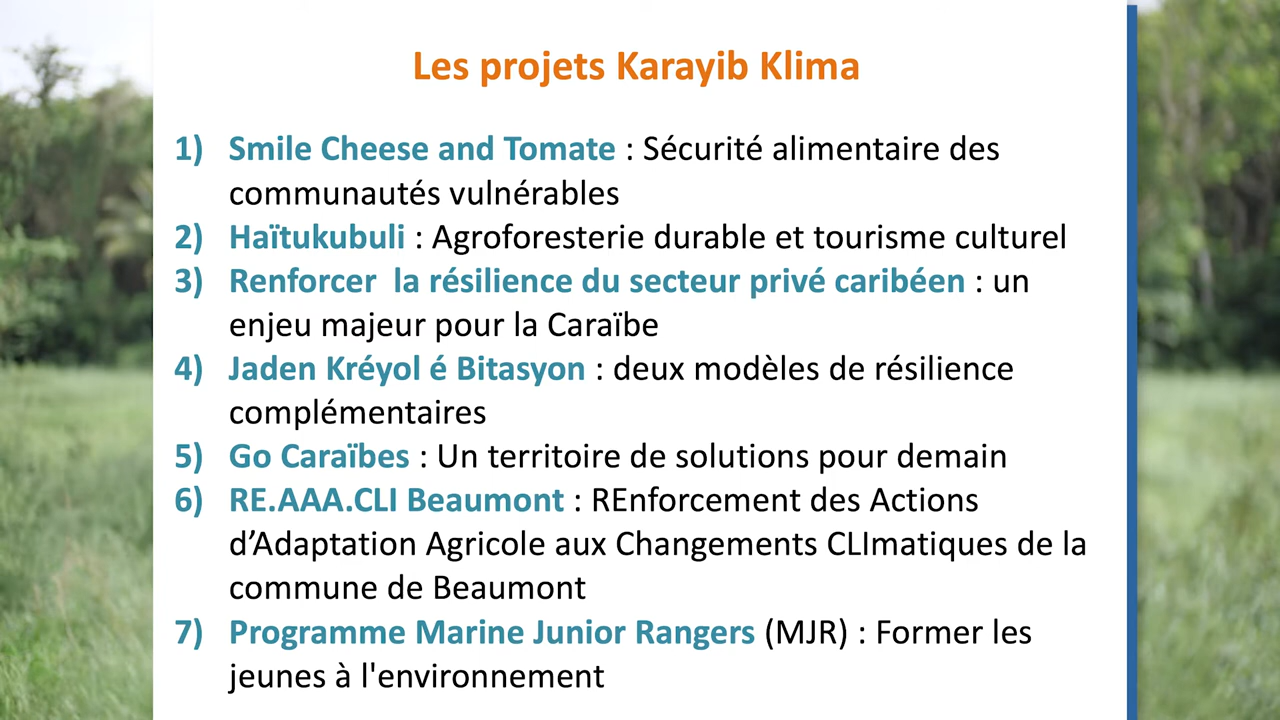 Les projets Karayib Klima
1) Smile Cheese and Tomate : Sécurité alimentaire des
communautés vulnérables
2) Haïtukubuli : Agroforesterie durable et tourisme culturel
3) Renforcer  la résilience du secteur privé caribéen : un
enjeu majeur pour la Caraïbe
4) Jaden Kréyol é Bitasyon : deux modèles de résilience
complémentaires
5) Go Caraïbes : Un territoire de solutions pour demain
6) RE.AAA.CLI Beaumont : REnforcement des Actions
d’Adaptation Agricole aux Changements CLImatiques de la
commune de Beaumont
7) Programme Marine Junior Rangers (MJR) : Former les
jeunes à l'environnement